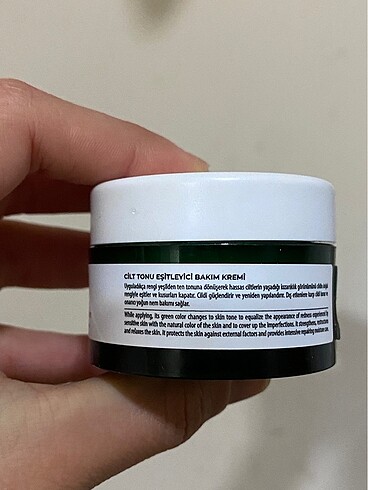 CİLT TONU EŞİTLEYİCİ BAKIM KREMİ
Uyguladıkça rengi yeşilden ten tonuna dönüşerek hassas ciltlerin yaşadığı kızarıklık görünümünü cildin doğal
rengiyle eşitler ve kusurları kapatır. Cildi güçlendirir ve yeniden yapılandırır. Dış etkenlere karşı cildi korur ve
onarıcı yoğun nem bakımı sağlar.
While applying, its green color changes to skin tone to equalize the appearance of redness experienced by
sensitive skin with the natural color of the skin and to cover up the imperfections. It strengthens, restructures
and relaxes the skin. It protects the skin against external factors and provides intensive repairing moisture care.